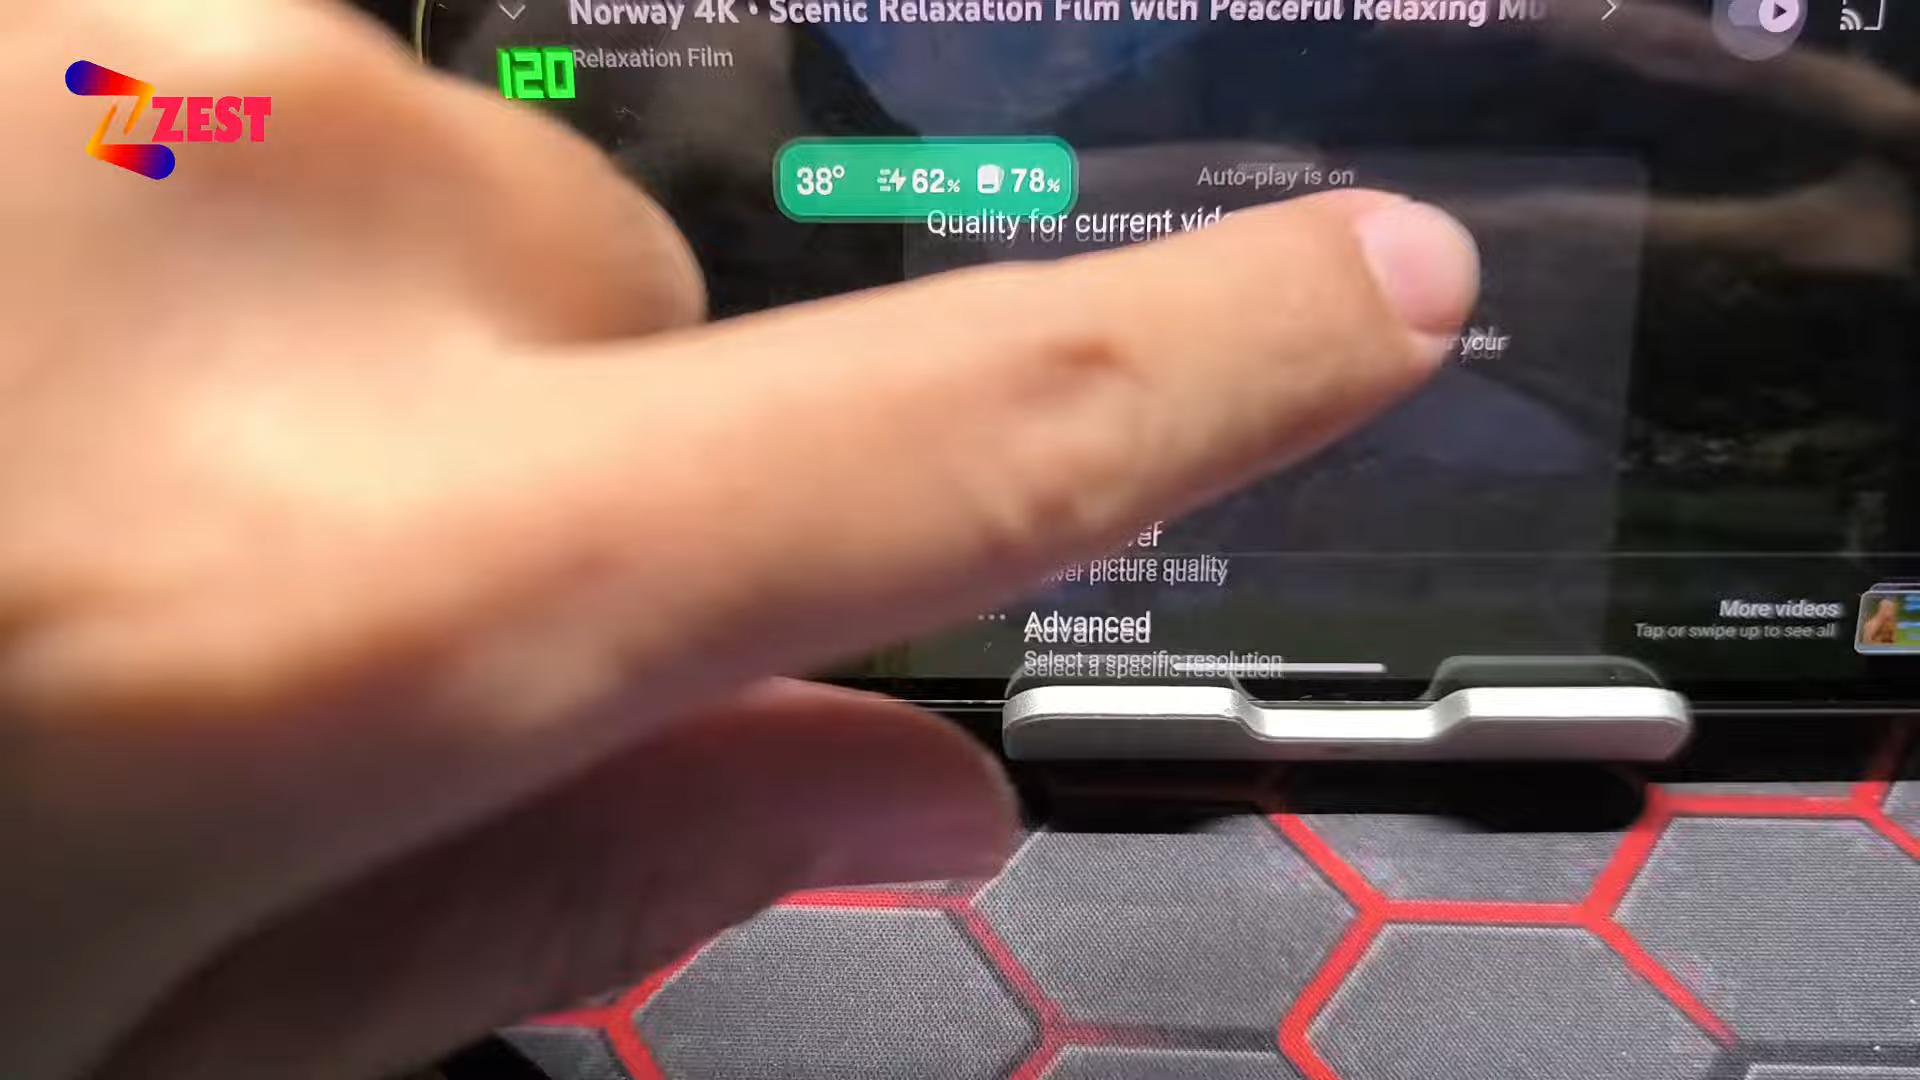 Norway 4K • Scenic Relaxation Film with Peaceful Relaxing
Relaxation Film
120
ZEST
38° 62% 78%
Auto-play is on
Quality for current
your
picture quality
Advanced
Select a specific resolution
More videos
Tap or swipe up to see all